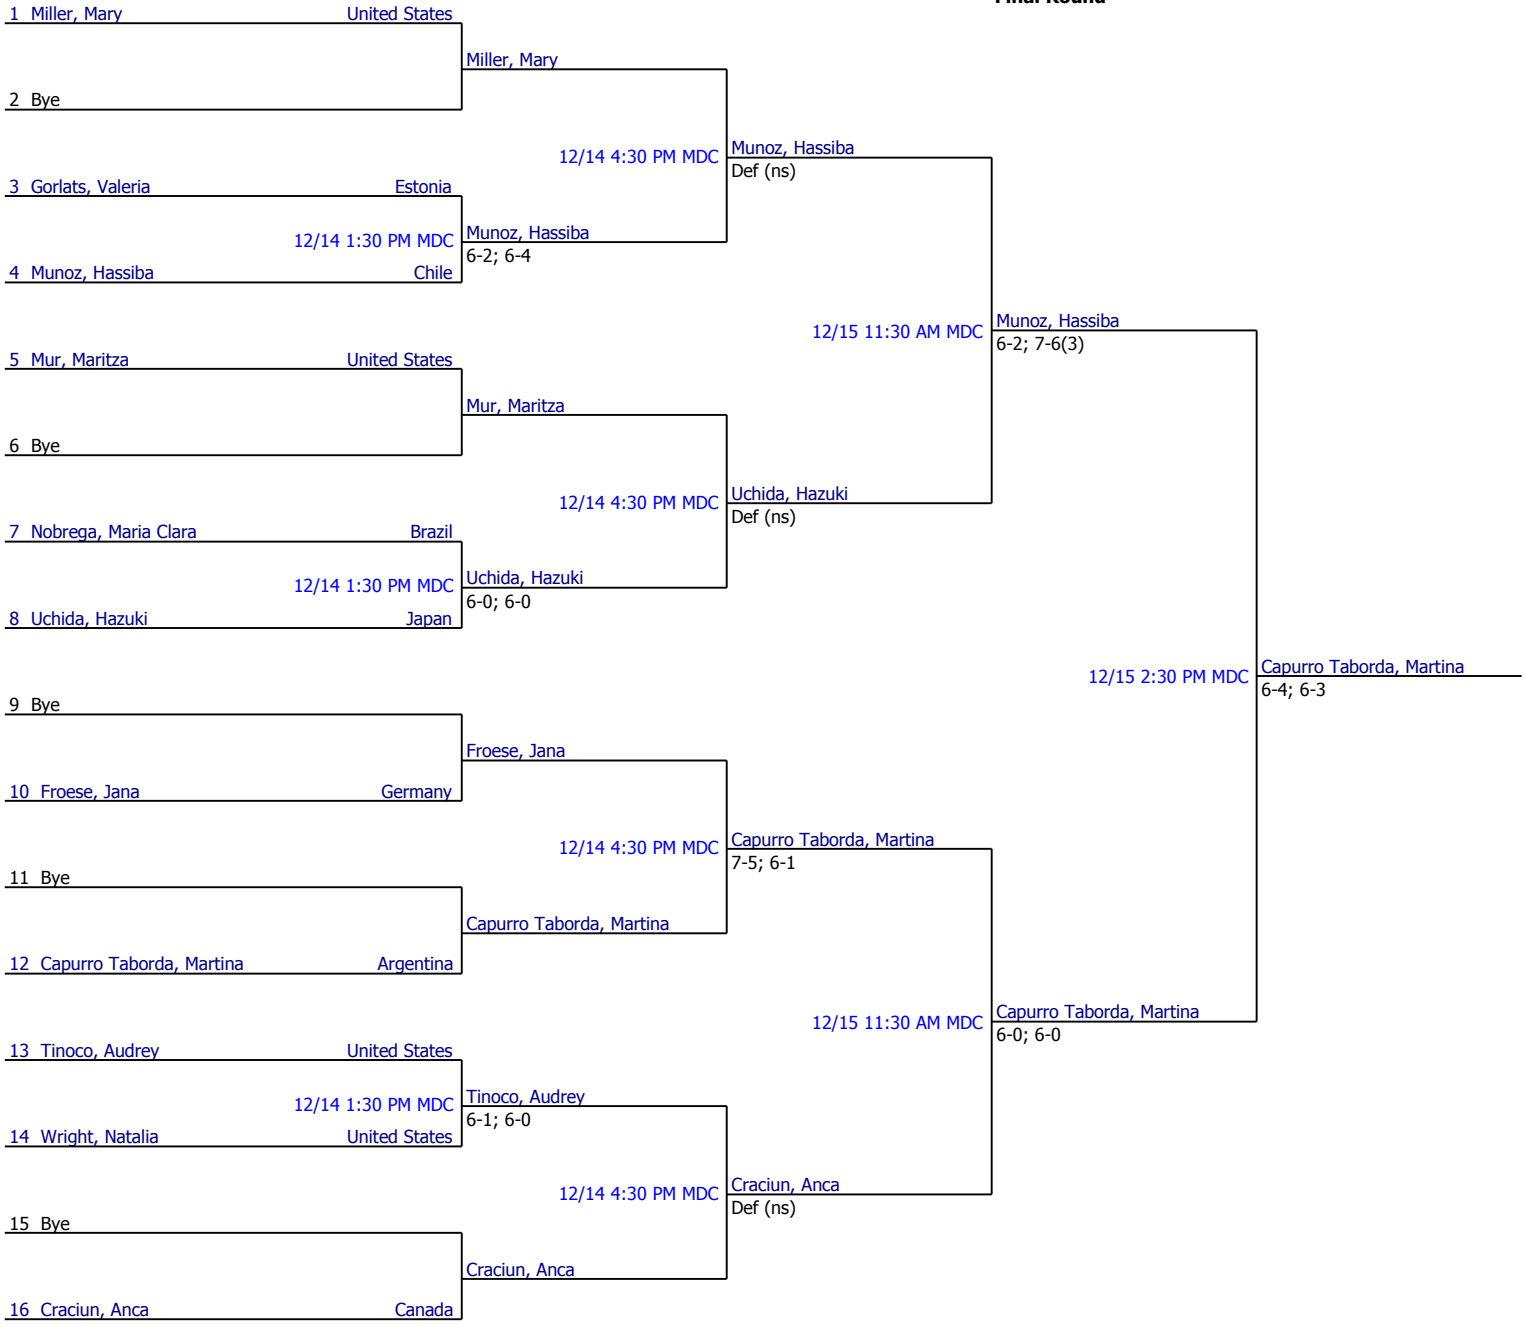 Final Round
1 Miller, Mary United States
Miller, Mary
2 Bye
12/14 4:30 PM MDC Munoz, Hassiba
Def (ns)
3 Gorlats, Valeria Estonia
12/14 1:30 PM MDC Munoz, Hassiba
6-2; 6-4
4 Munoz, Hassiba Chile
12/15 11:30 AM MDC Munoz, Hassiba
6-2; 7-6(3)
5 Mur, Maritza United States
Mur, Maritza
6 Bye
12/14 4:30 PM MDC Uchida, Hazuki
Def (ns)
7 Nobrega, Maria Clara Brazil
12/14 1:30 PM MDC Uchida, Hazuki
6-0; 6-0
8 Uchida, Hazuki Japan
12/15 2:30 PM MDC Capurro Taborda, Martina
6-4; 6-3
9 Bye
Froese, Jana
10 Froese, Jana Germany
12/14 4:30 PM MDC Capurro Taborda, Martina
7-5; 6-1
11 Bye
Capurro Taborda, Martina
12 Capurro Taborda, Martina Argentina
12/15 11:30 AM MDC Capurro Taborda, Martina
6-0; 6-0
13 Tinoco, Audrey United States
12/14 1:30 PM MDC Tinoco, Audrey
6-1; 6-0
14 Wright, Natalia United States
12/14 4:30 PM MDC Craciun, Anca
Def (ns)
15 Bye
Craciun, Anca
16 Craciun, Anca Canada